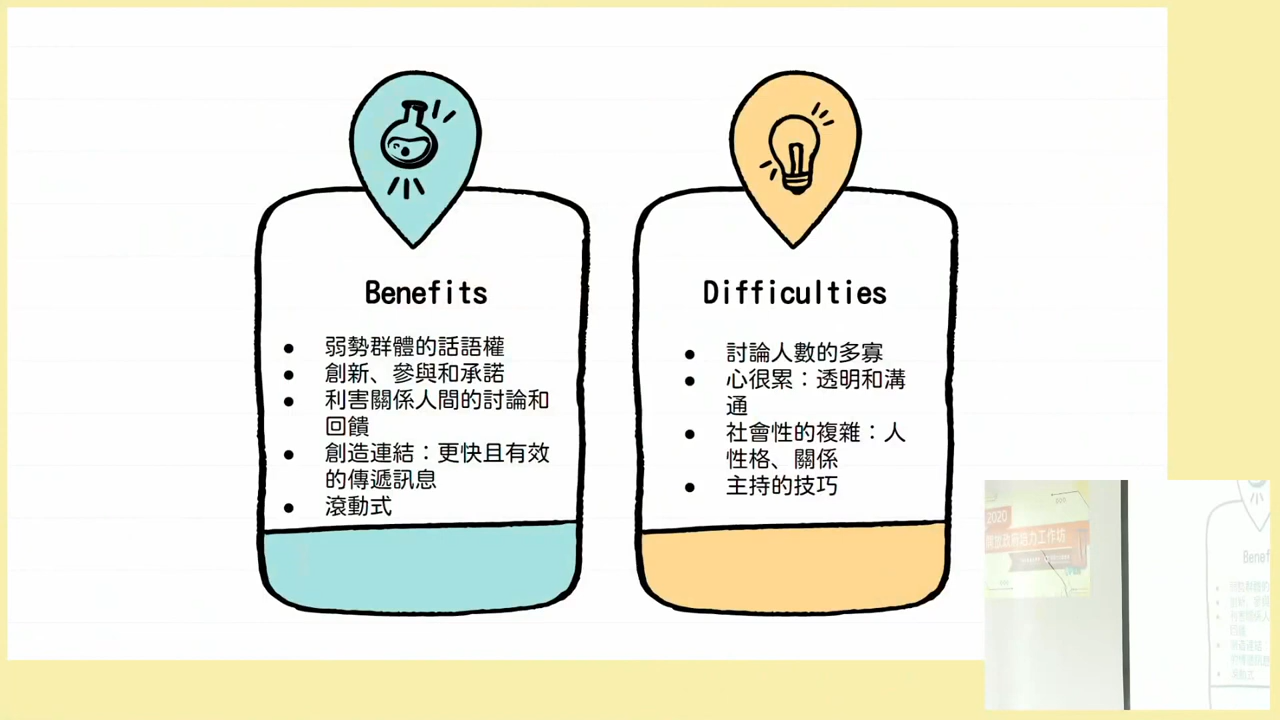 Benefits
● 弱勢群體的話語權
● 創新、參與和承諾
● 利害關係人間的討論和
回饋
● 創造連結：更快且有效
的傳遞訊息
● 滾動式
Difficulties
● 討論人數的多寡
● 心很累：透明和溝
通
● 社會性的複雜：人
性格、關係
● 主持的技巧
2020
Benef